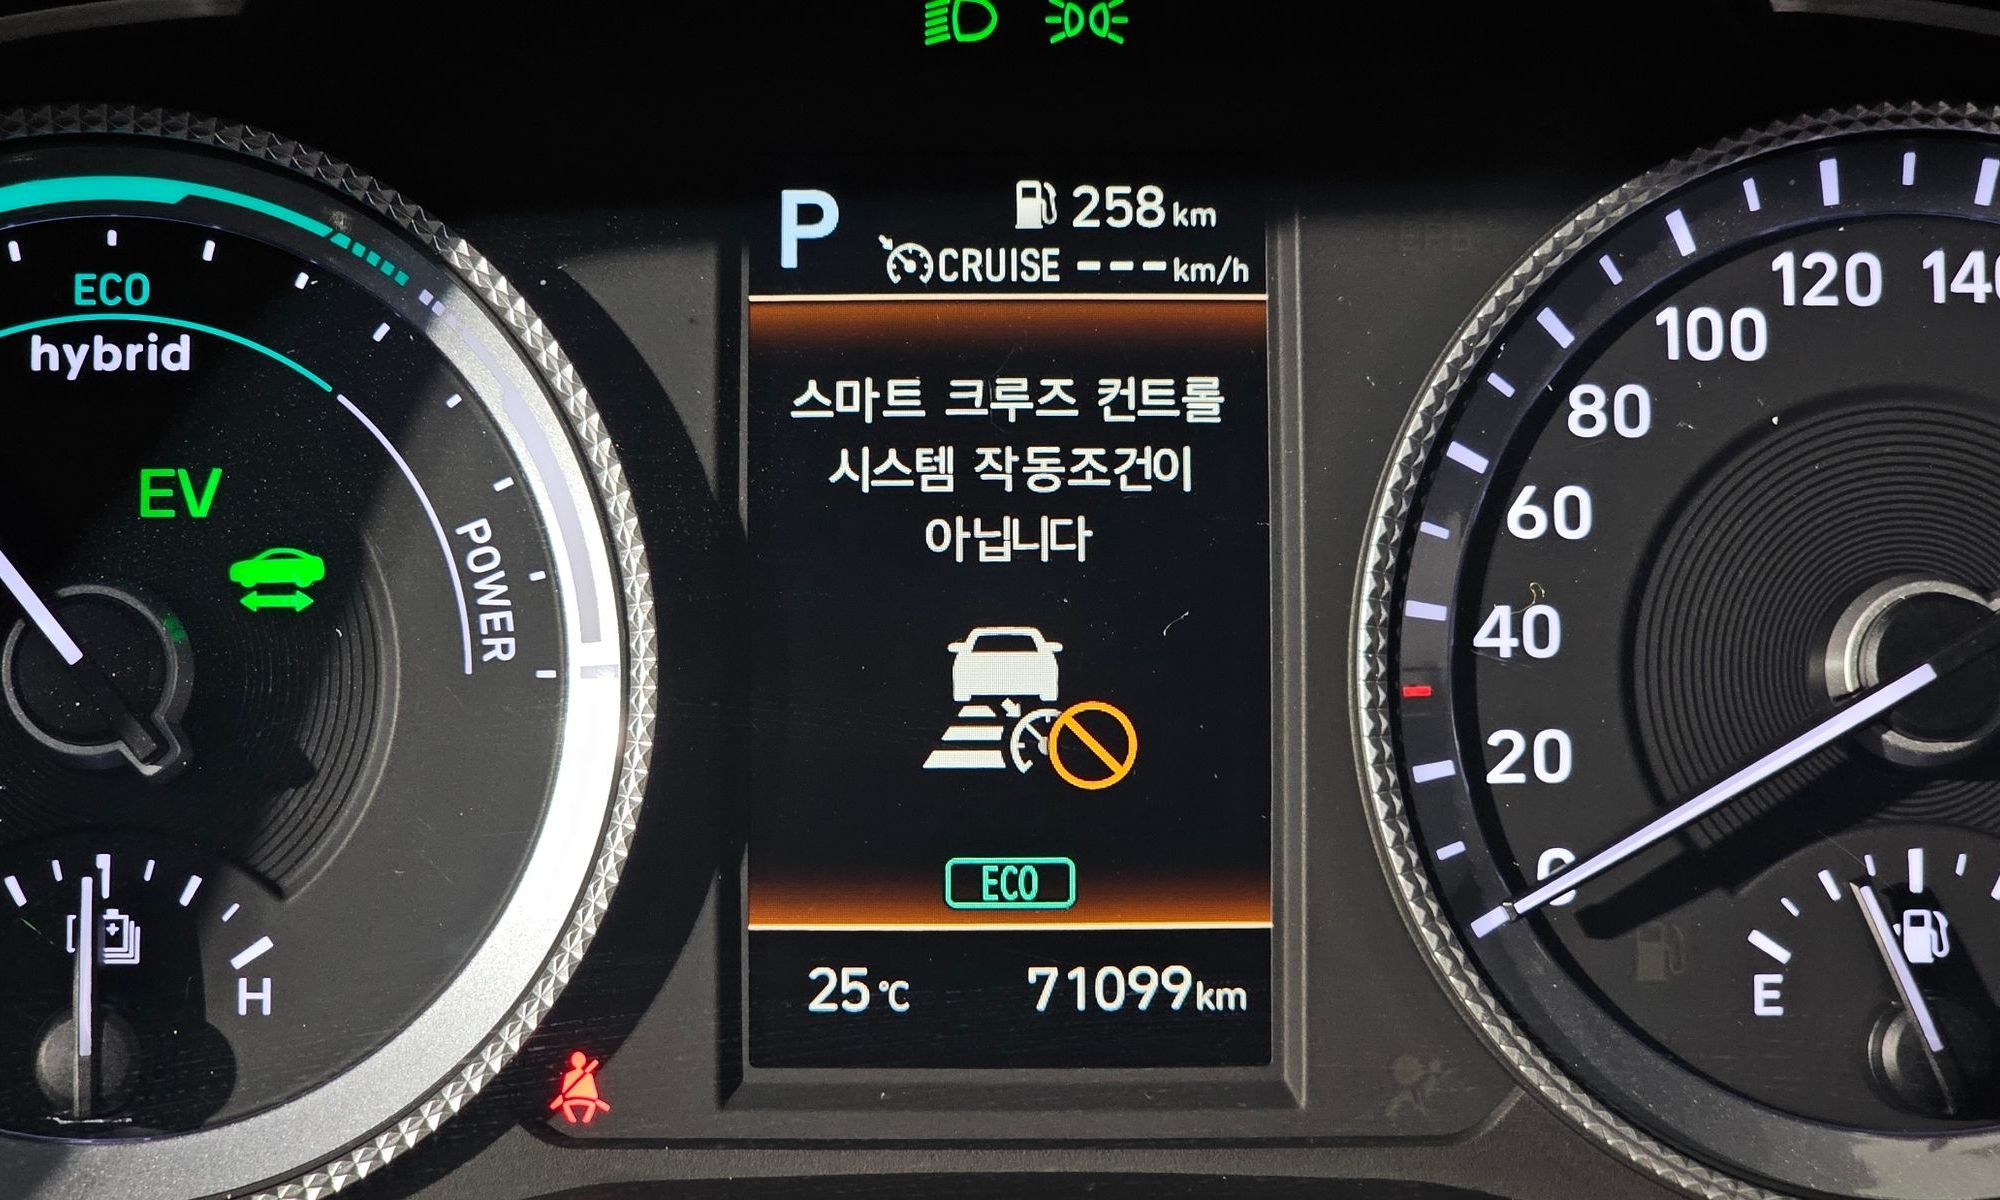 P
258 km
CRUISE ---km/h
ECO
hybrid
EV
POWER
H
스마트 크루즈 컨트롤
시스템 작동조건이
아닙니다
ECO
25℃
71099km
140
120
100
80
60
40
20
0
E